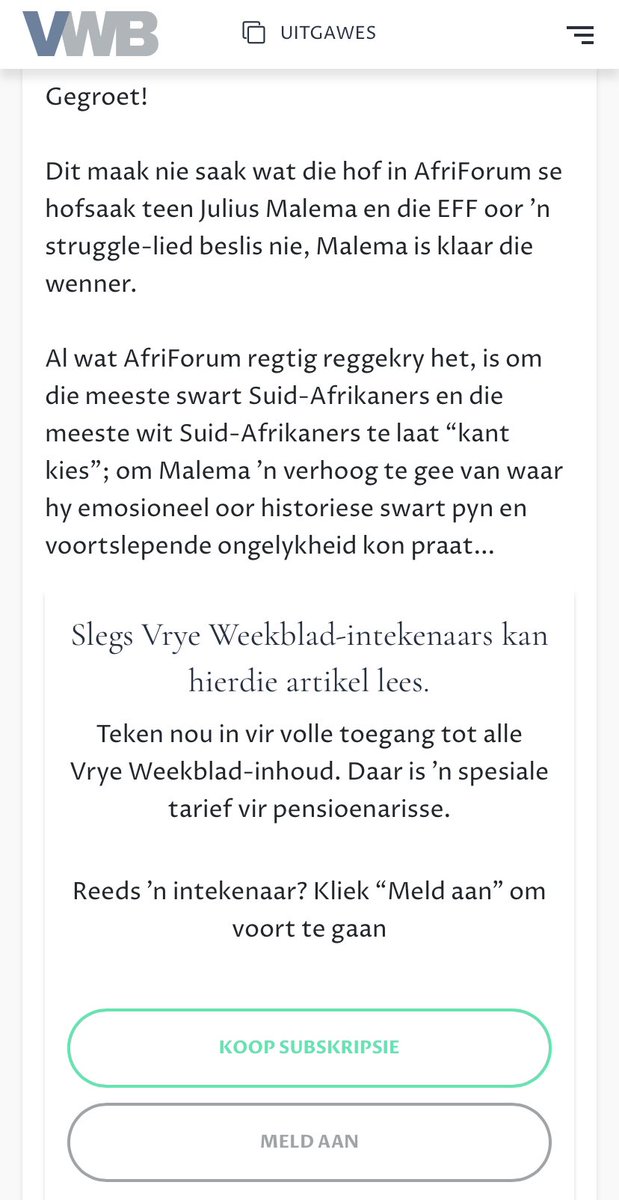 VWB
UITGAWES
Gegroet!
Dit maak nie saak wat die hof in AfriForum se
hofsaak teen Julius Malema en die EFF oor ’n
struggle-lied beslis nie, Malema is klaar die
wenner.
Al wat AfriForum regtig reggekry het, is om
die meeste swart Suid-Afrikaners en die
meeste wit Suid-Afrikaners te laat “kant
kies”; om Malema ’n verhoog te gee van waar
hy emosioneel oor historiese swart pyn en
voortslepende ongelykheid kon praat...
Slegs Vrye Weekblad-intekenaars kan
hierdie artikel lees.
Teken nou in vir volle toegang tot alle
Vrye Weekblad-inhoud. Daar is ’n spesiale
tarief vir pensioenarisse.
Reeds ’n intekenaar? Kliek “Meld aan” om
voort te gaan
KOOP SUBSKRIPSIE
MELD AAN